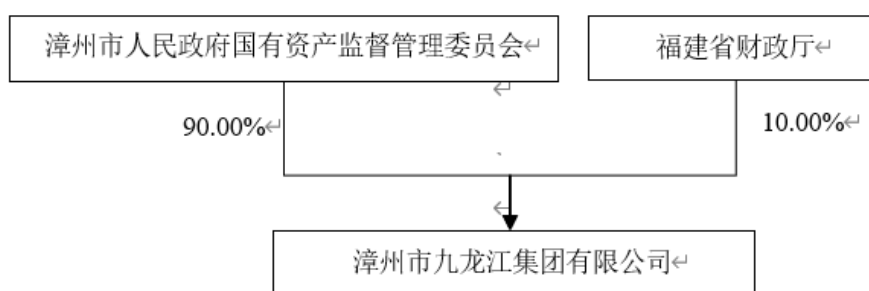 漳州市人民政府国有资产监督管理委员会↵
福建省财政厅↵
↵
90.00%↵
10.00%↵
↵
漳州市九龙江集团有限公司↵